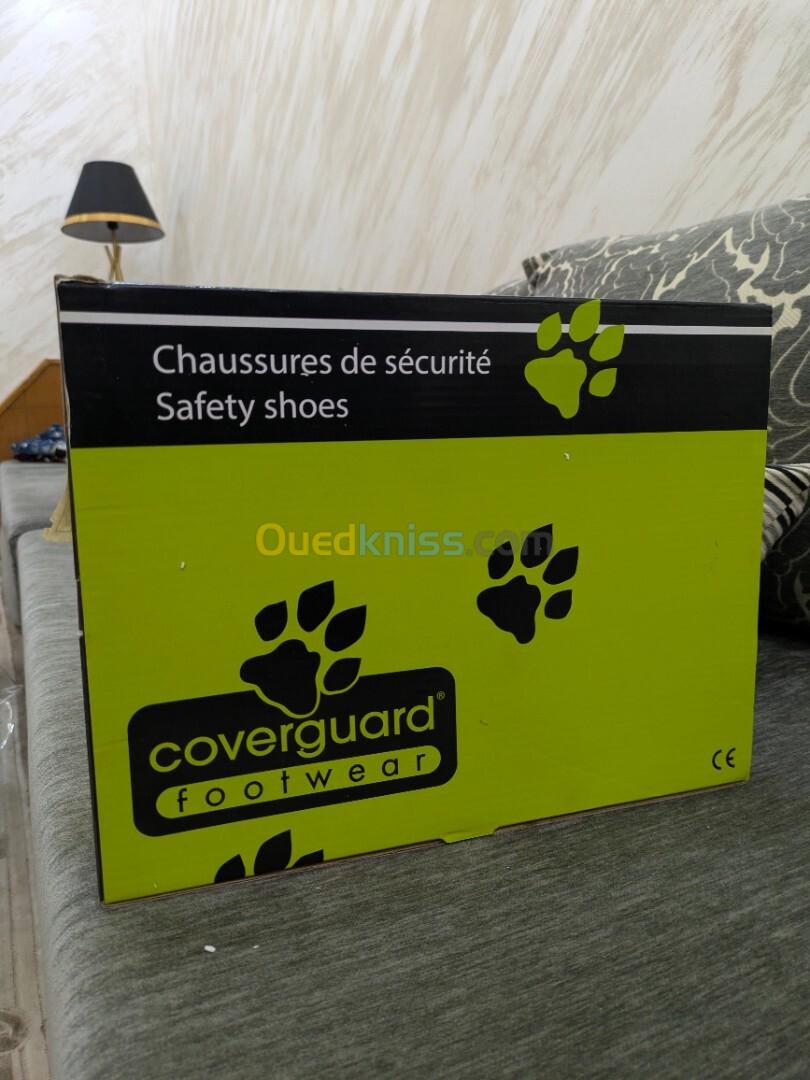 Chaussures de sécurité
Safety shoes
Ouedkniss.com
coverguard®
footwear
CE